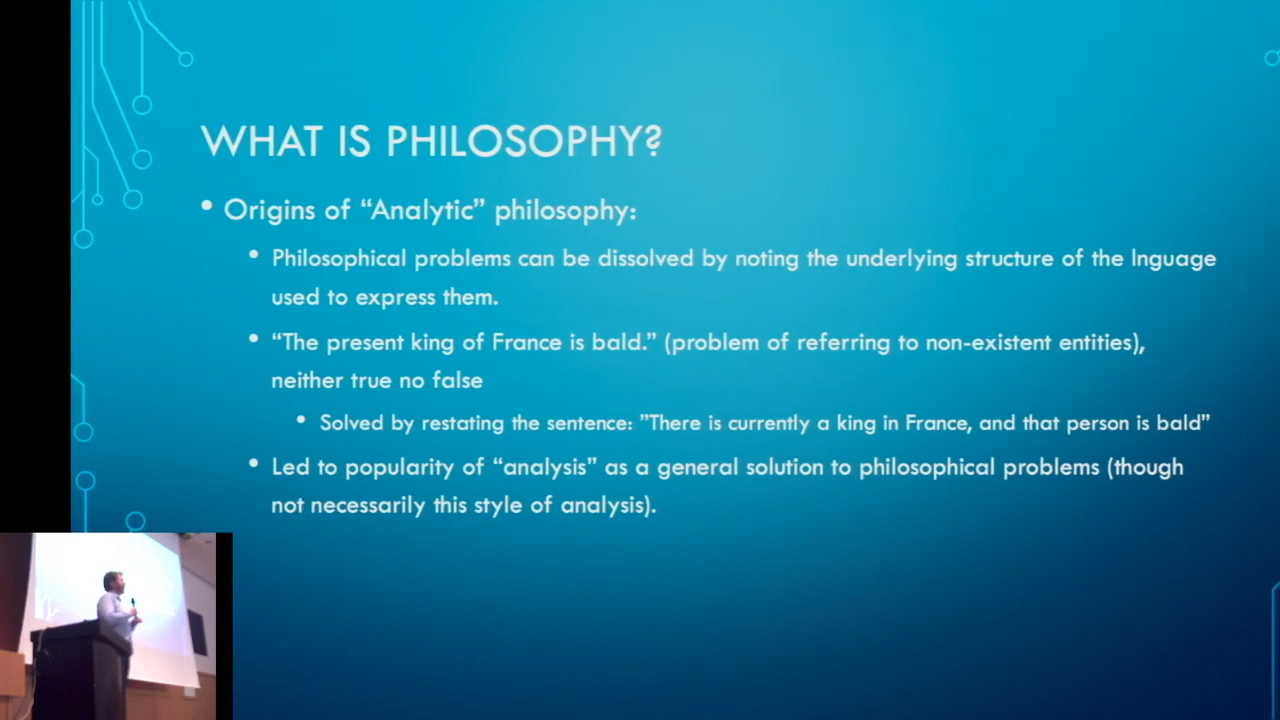 WHAT IS PHILOSOPHY?
• Origins of “Analytic” philosophy:
• Philosophical problems can be dissolved by noting the underlying structure of the lnguage
used to express them.
• “The present king of France is bald.” (problem of referring to non-existent entities),
neither true no false
• Solved by restating the sentence: ”There is currently a king in France, and that person is bald”
• Led to popularity of “analysis” as a general solution to philosophical problems (though
not necessarily this style of analysis).